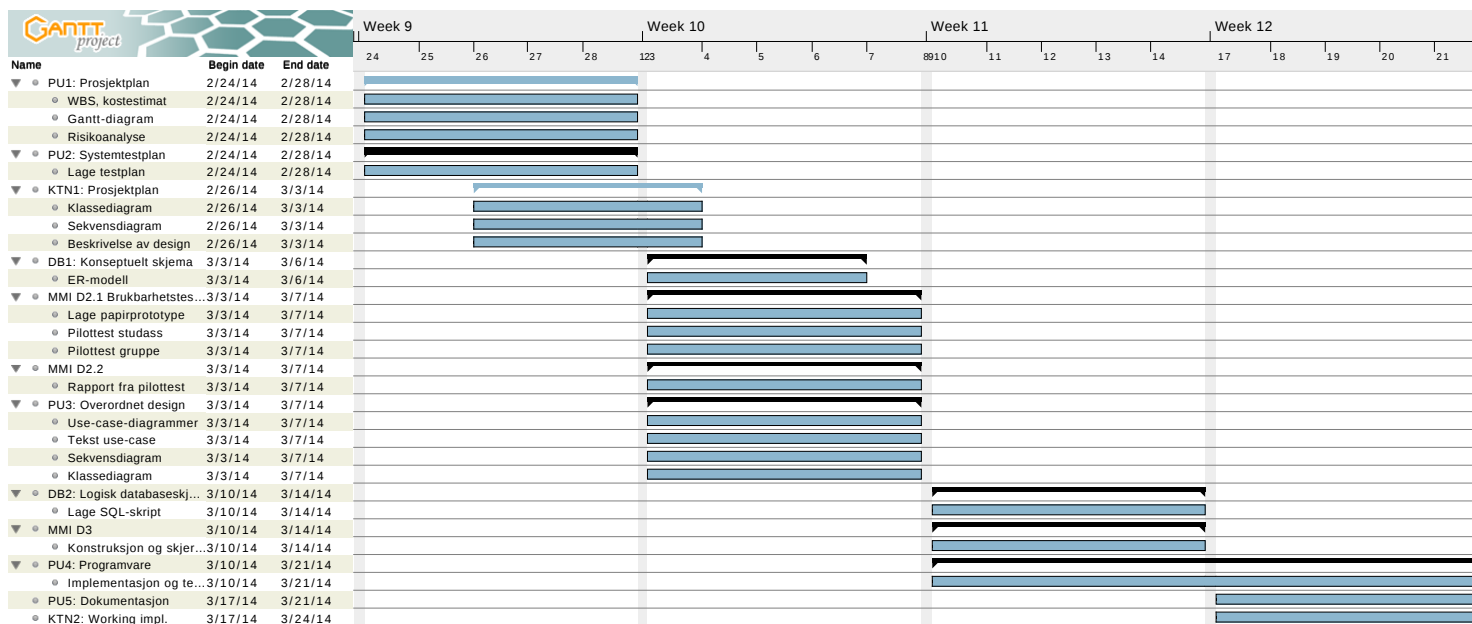 GANTT
project
Week 9 Week 10 Week 11 Week 12
24 25 26 27 28 1 2 3 4 5 6 7 8 9 10 11 12 13 14 17 18 19 20 21
Name Begin date End date
PU1: Prosjektplan 2/24/14 2/28/14
WBS, kostestimat 2/24/14 2/28/14
Gantt-diagram 2/24/14 2/28/14
Risikoanalyse 2/24/14 2/28/14
PU2: Systemtestplan 2/24/14 2/28/14
Lage testplan 2/24/14 2/28/14
KTN1: Prosjektplan 2/26/14 3/3/14
Klassediagram 2/26/14 3/3/14
Sekvensdiagram 2/26/14 3/3/14
Beskrivelse av design 2/26/14 3/3/14
DB1: Konseptuelt skjema 3/3/14 3/6/14
ER-modell 3/3/14 3/6/14
MMI D2.1 Brukbarhetstes... 3/3/14 3/7/14
Lage papirprototype 3/3/14 3/7/14
Pilottest studass 3/3/14 3/7/14
Pilottest gruppe 3/3/14 3/7/14
MMI D2.2 3/3/14 3/7/14
Rapport fra pilottest 3/3/14 3/7/14
PU3: Overordnet design 3/3/14 3/7/14
Use-case-diagrammer 3/3/14 3/7/14
Tekst use-case 3/3/14 3/7/14
Sekvensdiagram 3/3/14 3/7/14
Klassediagram 3/3/14 3/7/14
DB2: Logisk databaseskj... 3/10/14 3/14/14
Lage SQL-skript 3/10/14 3/14/14
MMI D3 3/10/14 3/14/14
Konstruksjon og skjer... 3/10/14 3/14/14
PU4: Programvare 3/10/14 3/21/14
Implementasjon og te... 3/10/14 3/21/14
PU5: Dokumentasjon 3/17/14 3/21/14
KTN2: Working impl. 3/17/14 3/24/14